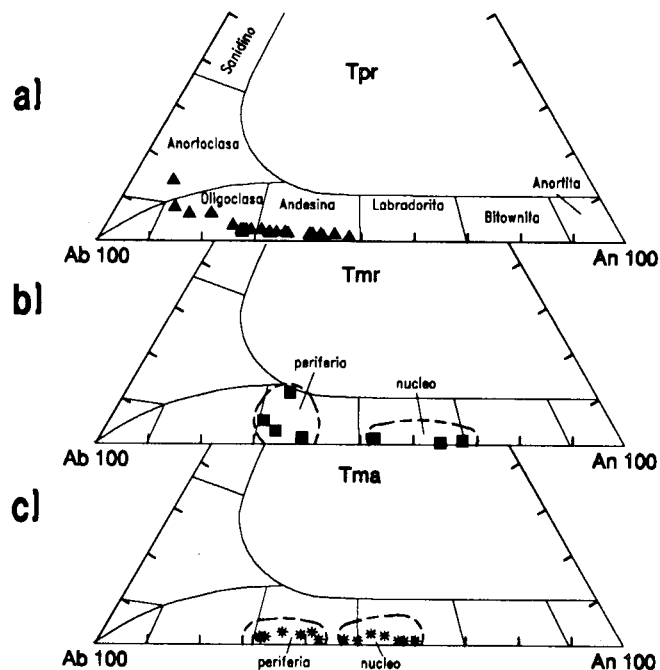 a]
Tpr
Sanidino
Anortoclasa
Oligoclasa
Andesina
Labradorita
Bitownita
Anortita
Ab 100
An 100
b]
Tmr
periferia
nucleo
Ab 100
An 100
c]
Tma
periferia
nucleo
Ab 100
An 100